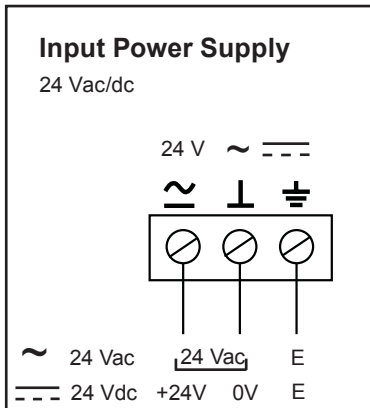 Input Power Supply
24 Vac/dc
24 V ~ ⎓
24 Vac 24 Vac E
24 Vdc +24V 0V E